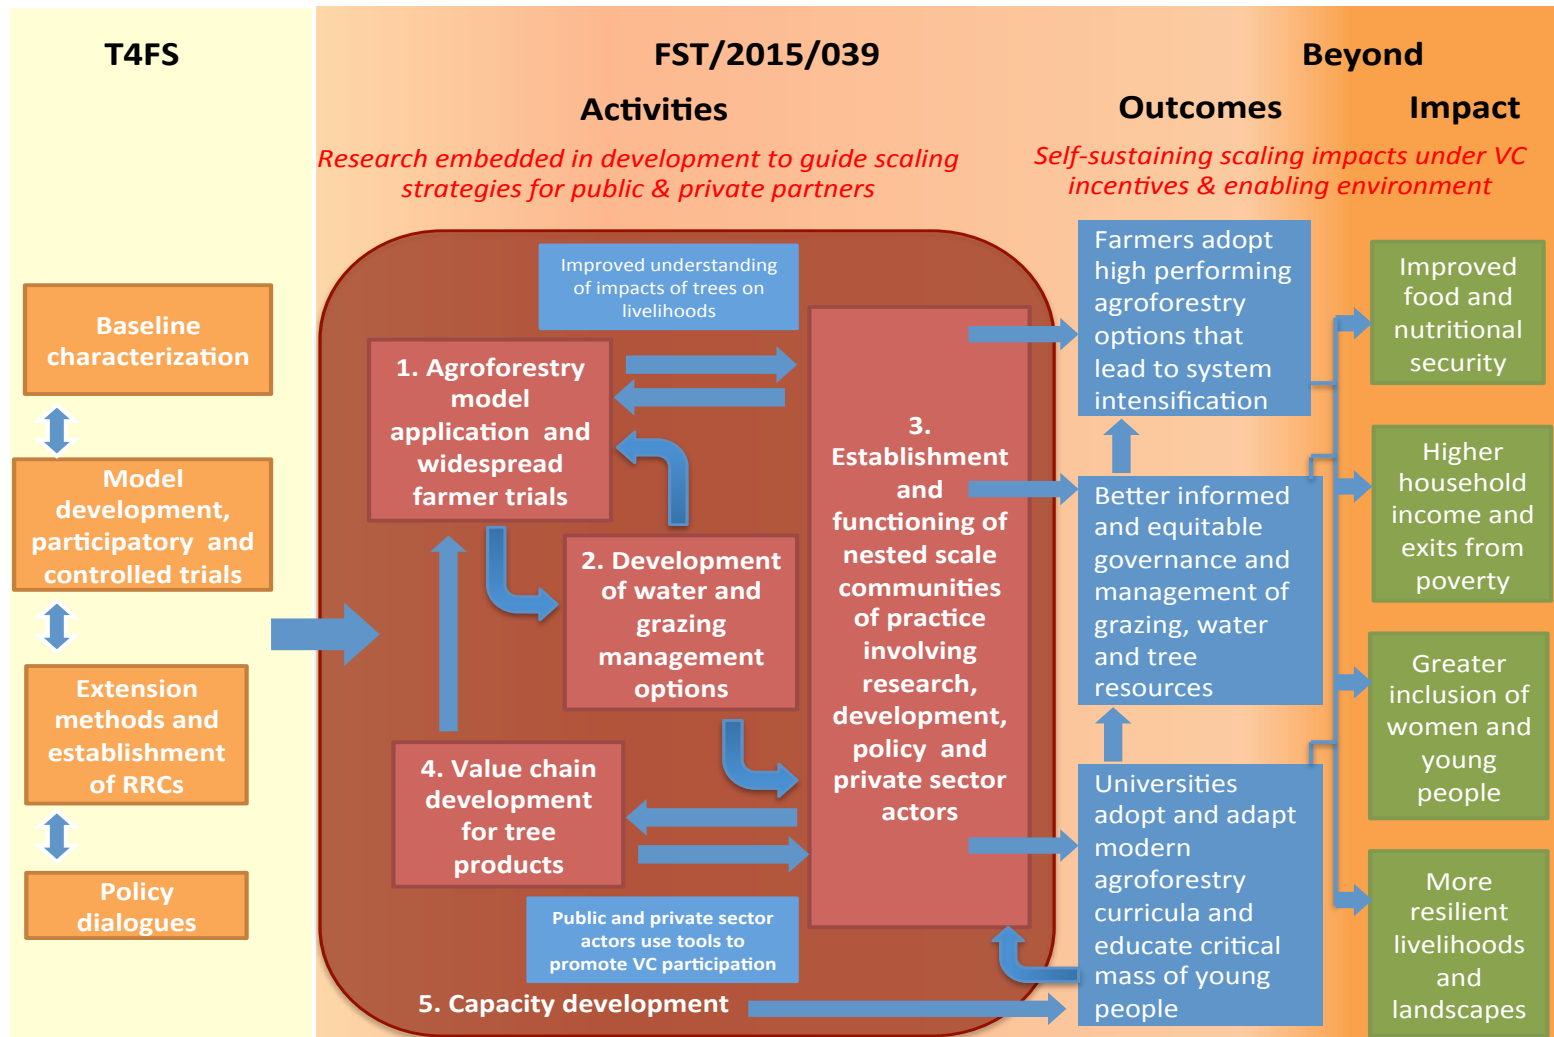 T4FS
FST/2015/039
Beyond
Activities
Outcomes
Impact
Research embedded in development to guide scaling
strategies for public & private partners
Self-sustaining scaling impacts under VC
incentives & enabling environment
Baseline
characterization
Model
development,
participatory and
controlled trials
Extension
methods and
establishment
of RRCs
Policy
dialogues
Improved understanding
of impacts of trees on
livelihoods
1. Agroforestry
model
application and
widespread
farmer trials
2. Development
of water and
grazing
management
options
3.
Establishment
and
functioning of
nested scale
communities
of practice
involving
research,
development,
policy and
private sector
actors
4. Value chain
development
for tree
products
Public and private sector
actors use tools to
promote VC participation
5. Capacity development
Farmers adopt
high performing
agroforestry
options that
lead to system
intensification
Better informed
and equitable
governance and
management of
grazing, water
and tree
resources
Universities
adopt and adapt
modern
agroforestry
curricula and
educate critical
mass of young
people
Improved
food and
nutritional
security
Higher
household
income and
exits from
poverty
Greater
inclusion of
women and
young
people
More
resilient
livelihoods
and
landscapes